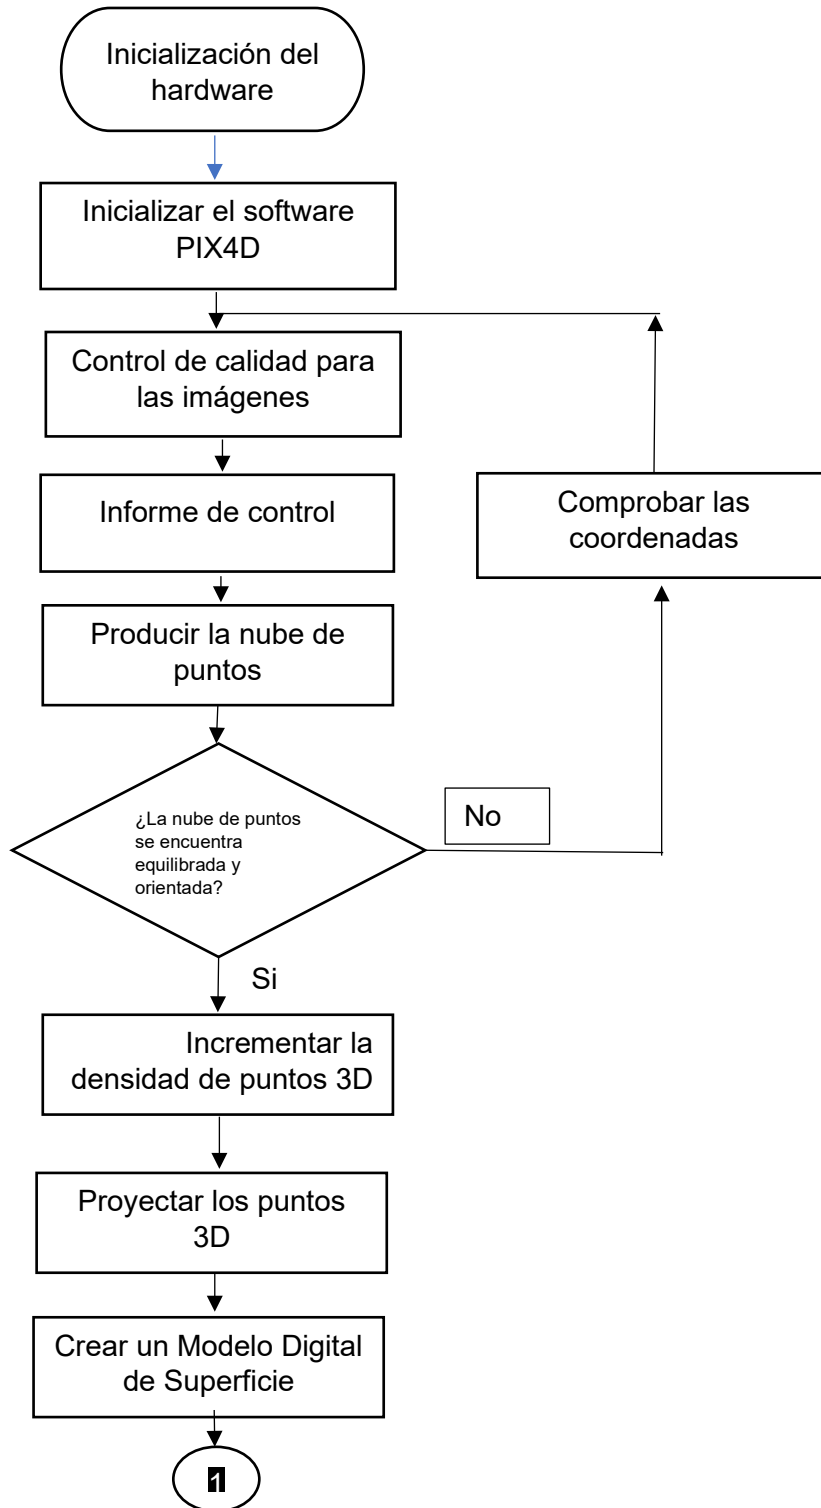 Inicialización del
hardware
Inicializar el software
PIX4D
Control de calidad para
las imágenes
Informe de control
Comprobar las
coordenadas
Producir la nube de
puntos
¿La nube de puntos
se encuentra
equilibrada y
orientada?
No
Si
Incrementar la
densidad de puntos 3D
Proyectar los puntos
3D
Crear un Modelo Digital
de Superficie
1